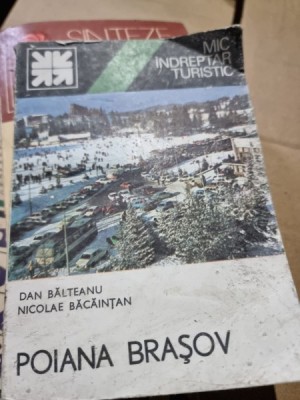 SINTEZE
MIC
ÎNDREPTAR
TURISTIC
DAN BĂLTEANU
NICOLAE BĂCĂINȚAN
POIANA BRAȘOV